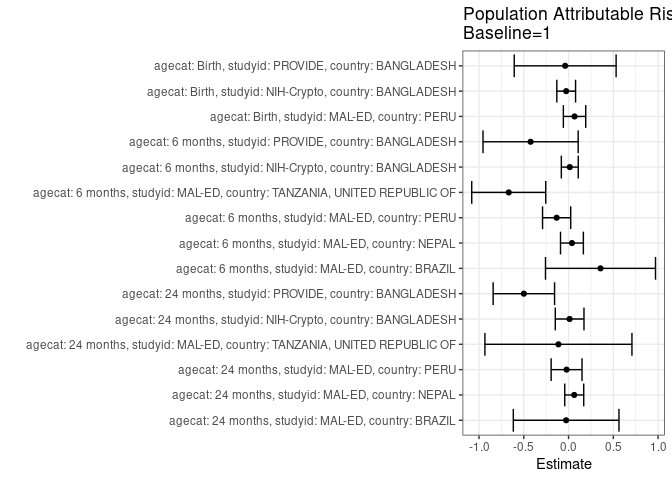 Population Attributable Ris
Baseline=1
agecat: Birth, studyid: PROVIDE, country: BANGLADESH
agecat: Birth, studyid: NIH-Crypto, country: BANGLADESH
agecat: Birth, studyid: MAL-ED, country: PERU
agecat: 6 months, studyid: PROVIDE, country: BANGLADESH
agecat: 6 months, studyid: NIH-Crypto, country: BANGLADESH
agecat: 6 months, studyid: MAL-ED, country: TANZANIA, UNITED REPUBLIC OF
agecat: 6 months, studyid: MAL-ED, country: PERU
agecat: 6 months, studyid: MAL-ED, country: NEPAL
agecat: 6 months, studyid: MAL-ED, country: BRAZIL
agecat: 24 months, studyid: PROVIDE, country: BANGLADESH
agecat: 24 months, studyid: NIH-Crypto, country: BANGLADESH
agecat: 24 months, studyid: MAL-ED, country: TANZANIA, UNITED REPUBLIC OF
agecat: 24 months, studyid: MAL-ED, country: PERU
agecat: 24 months, studyid: MAL-ED, country: NEPAL
agecat: 24 months, studyid: MAL-ED, country: BRAZIL
-1.0 -0.5 0.0 0.5 1.0
Estimate